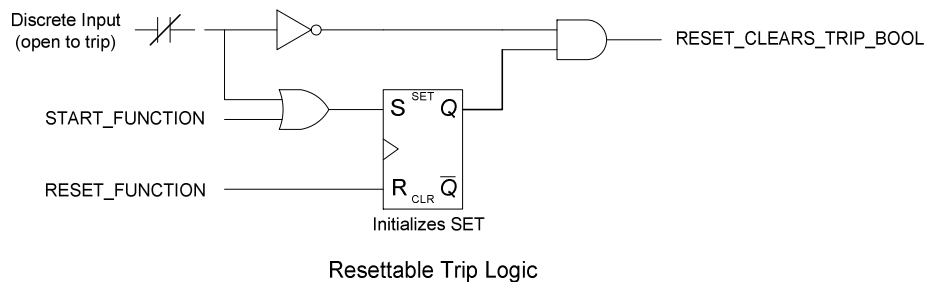 Discrete Input
(open to trip)
RESET_CLEARS_TRIP_BOOL
START_FUNCTION
S SET Q
RESET_FUNCTION
R CLR Q̅
Initializes SET
Resettable Trip Logic